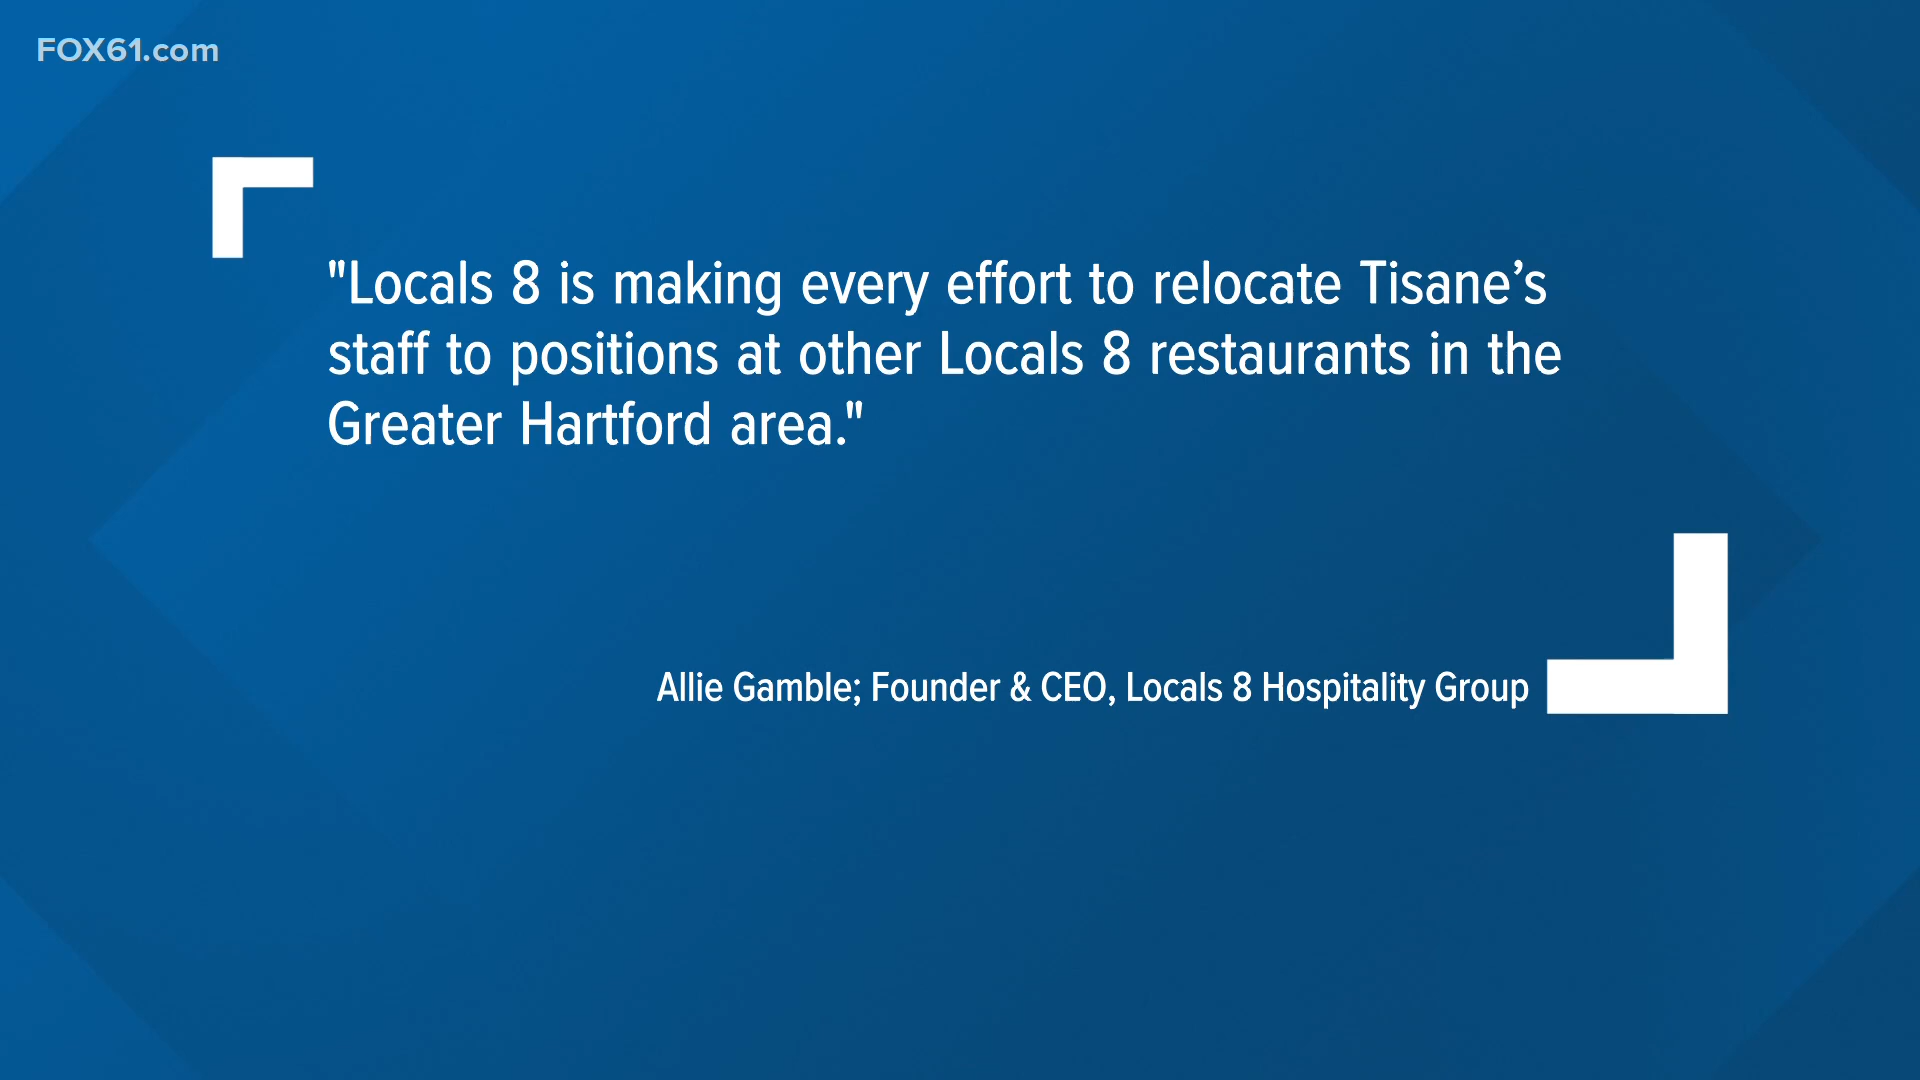 FOX61.com
"Locals 8 is making every effort to relocate Tisane’s
staff to positions at other Locals 8 restaurants in the
Greater Hartford area."
Allie Gamble; Founder & CEO, Locals 8 Hospitality Group